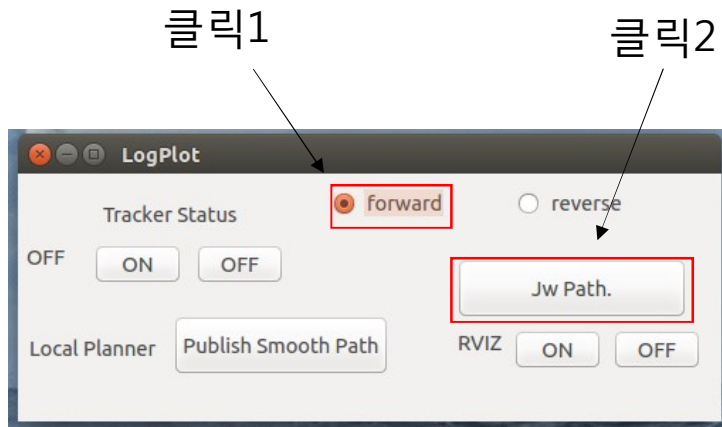 클릭1
클릭2
LogPlot
forward
reverse
Tracker Status
OFF
ON
OFF
Jw Path.
Local Planner
Publish Smooth Path
RVIZ
ON
OFF